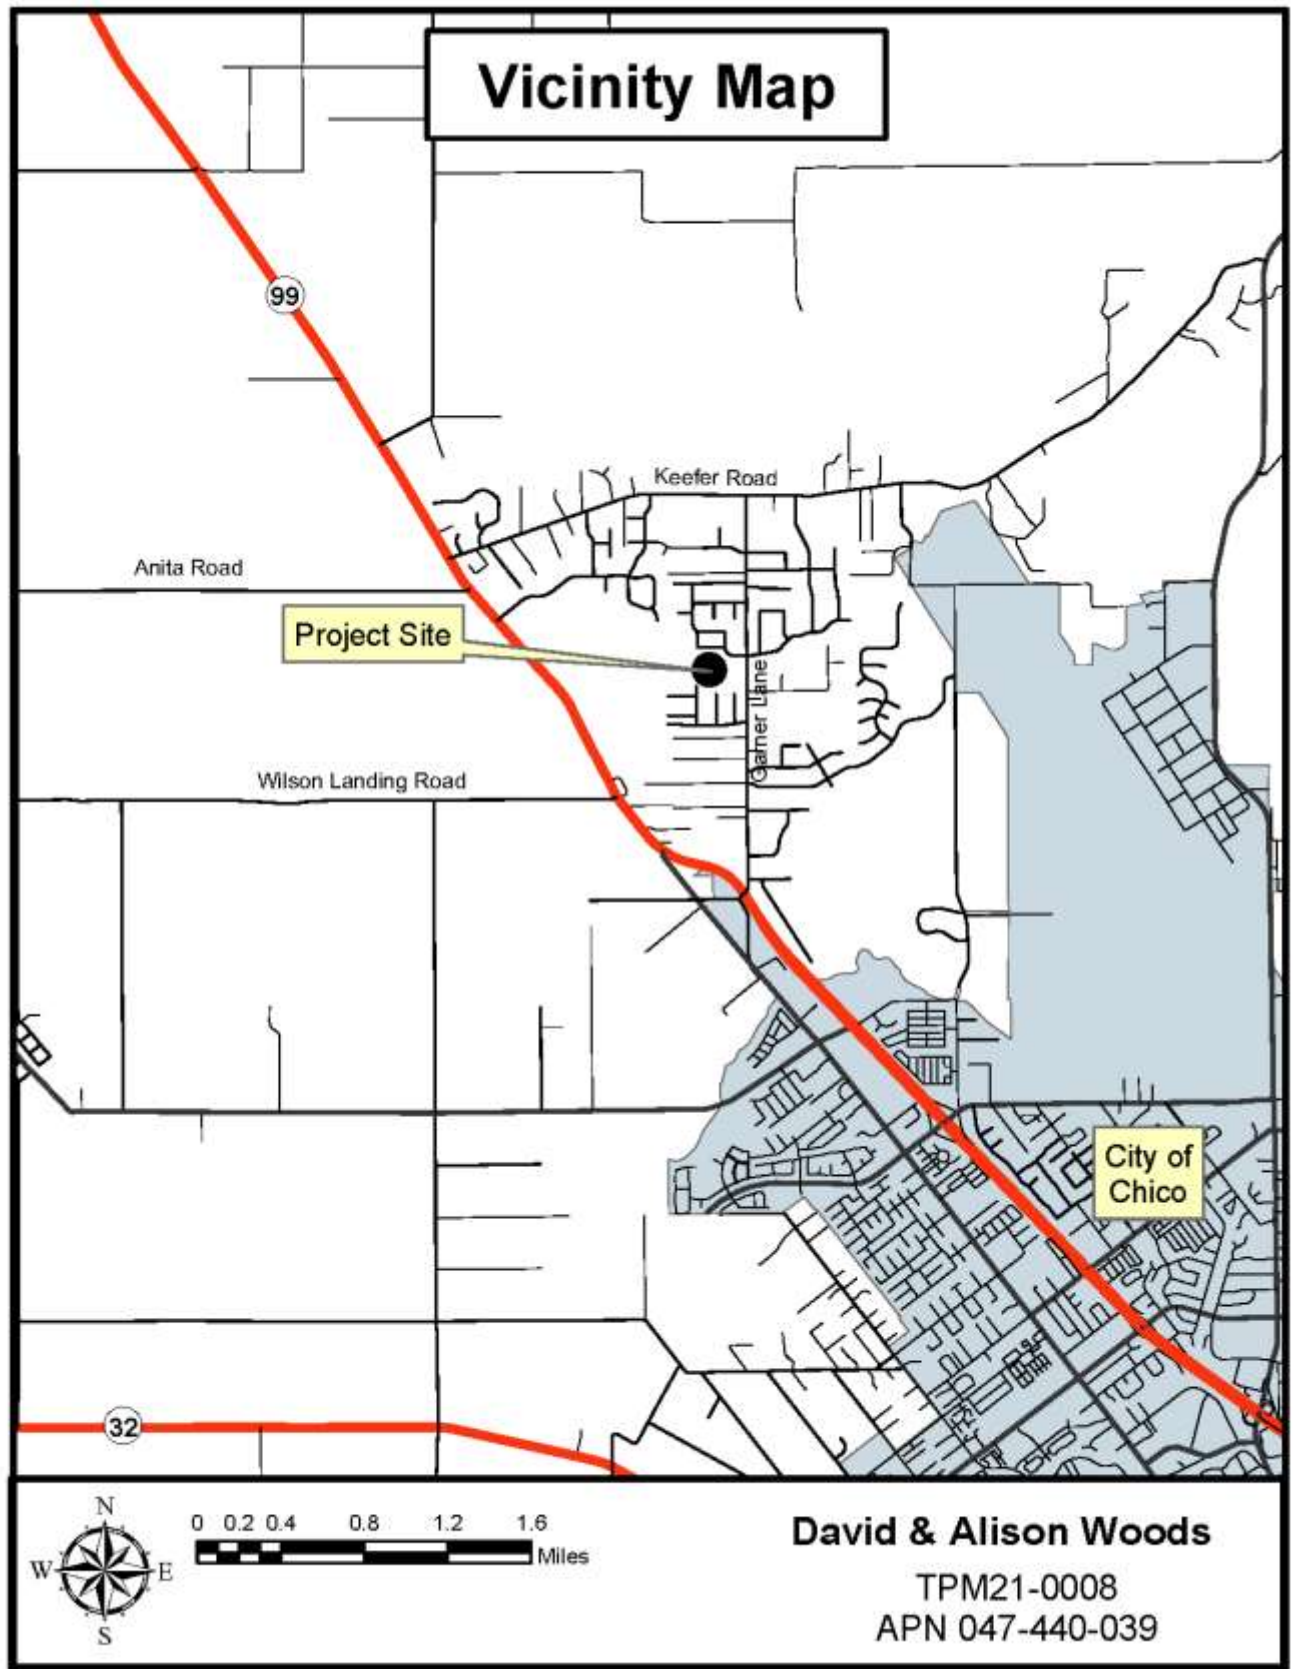 Vicinity Map
99
Keefer Road
Anita Road
Project Site
Garner Lane
Wilson Landing Road
City of
Chico
32
N
W E
S
0 0.2 0.4 0.8 1.2 1.6
Miles
David & Alison Woods
TPM21-0008
APN 047-440-039